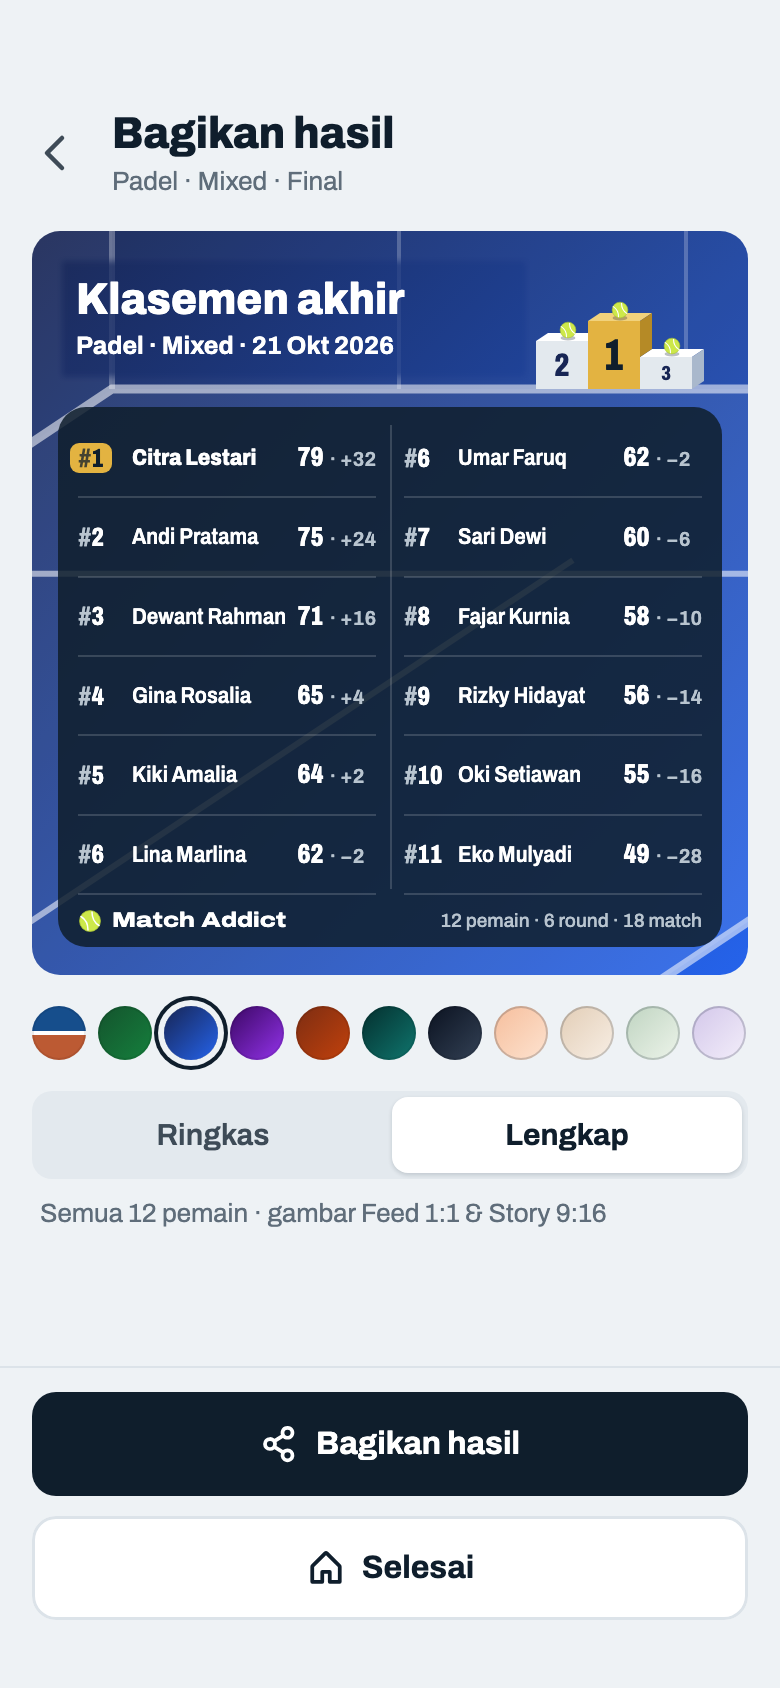 Bagikan hasil
Padel · Mixed · Final
Klasemen akhir
Padel · Mixed · 21 Okt 2026
2 1 3
#1 Citra Lestari 79 · +32
#2 Andi Pratama 75 · +24
#3 Dewant Rahman 71 · +16
#4 Gina Rosalia 65 · +4
#5 Kiki Amalia 64 · +2
#6 Lina Marlina 62 · −2
#6 Umar Faruq 62 · −2
#7 Sari Dewi 60 · −6
#8 Fajar Kurnia 58 · −10
#9 Rizky Hidayat 56 · −14
#10 Oki Setiawan 55 · −16
#11 Eko Mulyadi 49 · −28
Match Addict
12 pemain · 6 round · 18 match
Ringkas
Lengkap
Semua 12 pemain · gambar Feed 1:1 & Story 9:16
Bagikan hasil
Selesai